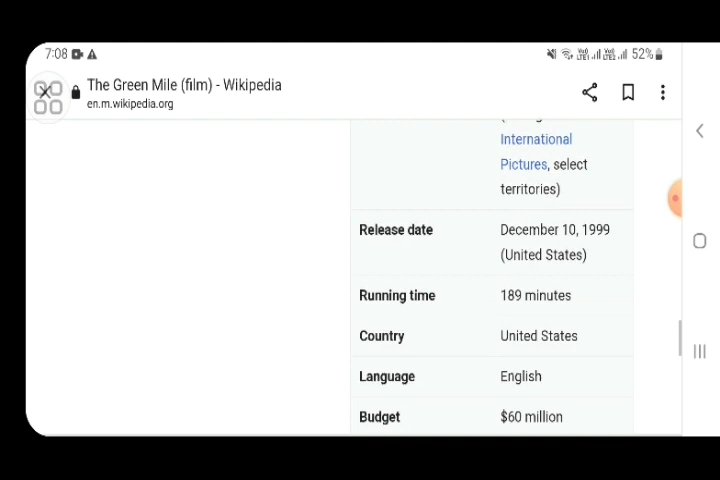 7:08
52%
The Green Mile (film) - Wikipedia
en.m.wikipedia.org
International
Pictures, select
territories)
Release date December 10, 1999
(United States)
Running time 189 minutes
Country United States
Language English
Budget $60 million